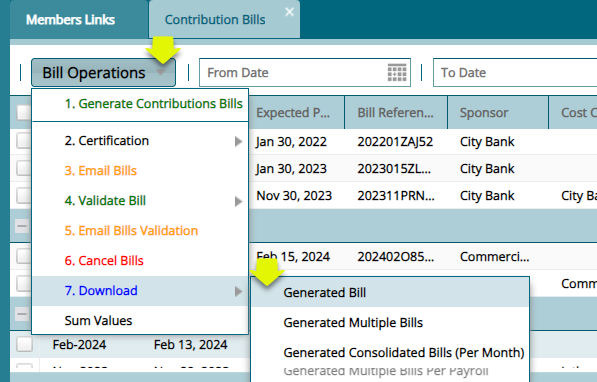 Members Links
Contribution Bills
Bill Operations
From Date
To Date
1. Generate Contributions Bills
2. Certification
3. Email Bills
4. Validate Bill
5. Email Bills Validation
6. Cancel Bills
7. Download
Sum Values
Expected P... Bill Referen... Sponsor Cost C
Jan 30, 2022 202201ZAJ52 City Bank
Jan 30, 2023 2023015ZL... City Bank
Nov 30, 2023 202311PRN... City Bank City Ba
Feb 15, 2024 202402O85... Commerci...
Comm
Generated Bill
Generated Multiple Bills
Generated Consolidated Bills (Per Month)
Generated Multiple Bills Per Payroll
Feb-2024 Feb 13, 2024